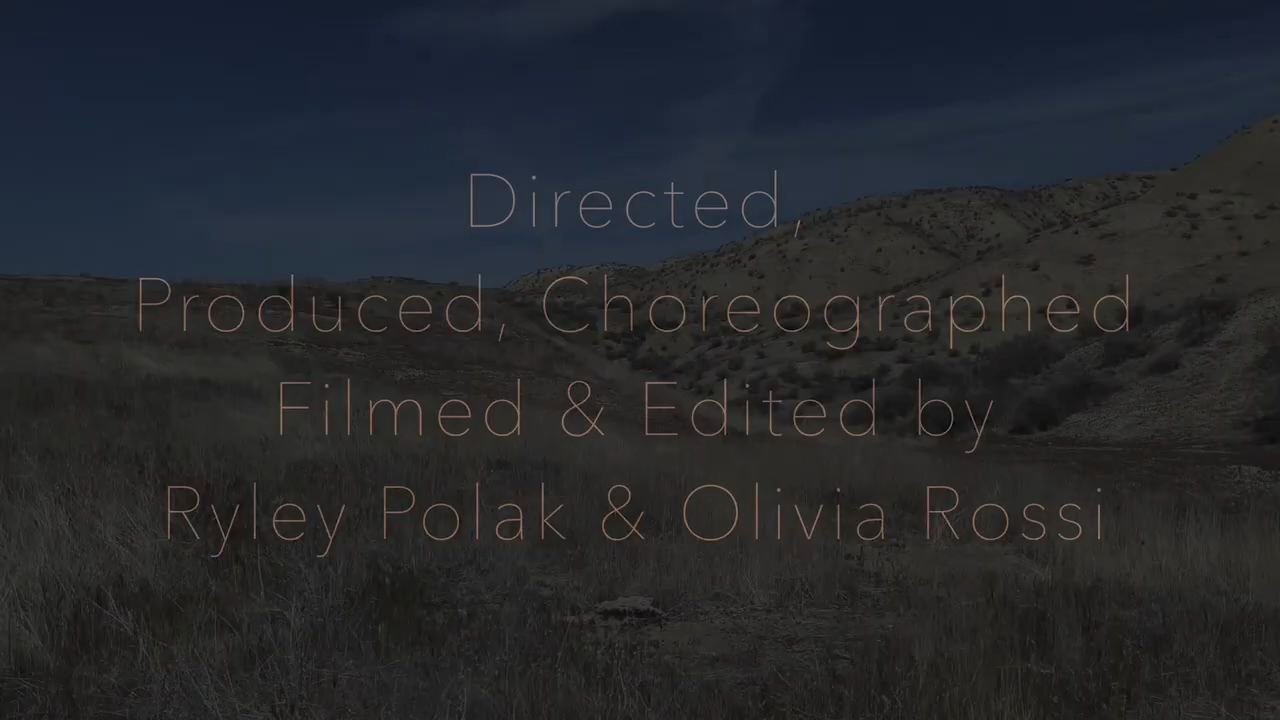 Directed,
Produced, Choreographed
Filmed & Edited by
Ryley Polak & Olivia Rossi